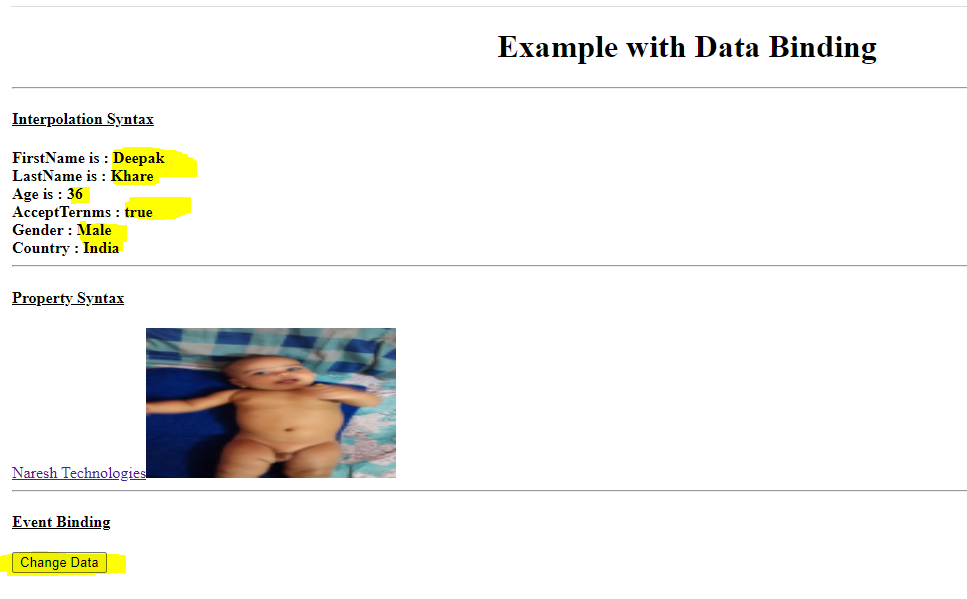 Example with Data Binding
Interpolation Syntax
FirstName is : Deepak
LastName is : Khare
Age is : 36
AcceptTernms : true
Gender : Male
Country : India
Property Syntax
Naresh Technologies
Event Binding
Change Data